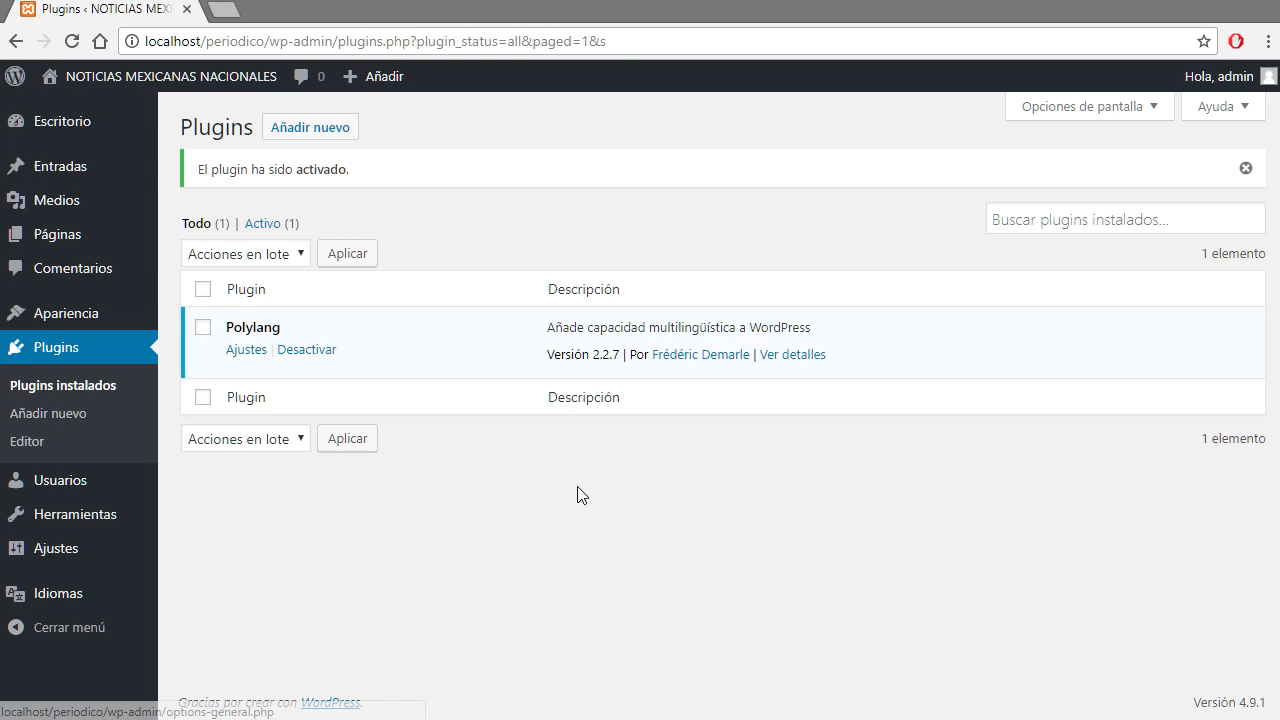 Plugins ‹ NOTICIAS MEXI
localhost/periodico/wp-admin/plugins.php?plugin_status=all&paged=1&s
NOTICIAS MEXICANAS NACIONALES 0 Añadir Hola, admin
Opciones de pantalla Ayuda
Escritorio
Entradas
Medios
Páginas
Comentarios
Apariencia
Plugins
Plugins instalados
Añadir nuevo
Editor
Usuarios
Herramientas
Ajustes
Idiomas
Cerrar menú
Plugins Añadir nuevo
El plugin ha sido activado.
Todo (1) | Activo (1)
Buscar plugins instalados...
Acciones en lote Aplicar 1 elemento
Plugin Descripción
Polylang Añade capacidad multilingüística a WordPress
Ajustes | Desactivar Versión 2.2.7 | Por Frédéric Demarle | Ver detalles
Plugin Descripción
Acciones en lote Aplicar 1 elemento
Gracias por crear con WordPress. Versión 4.9.1
localhost/periodico/wp-admin/options-general.php